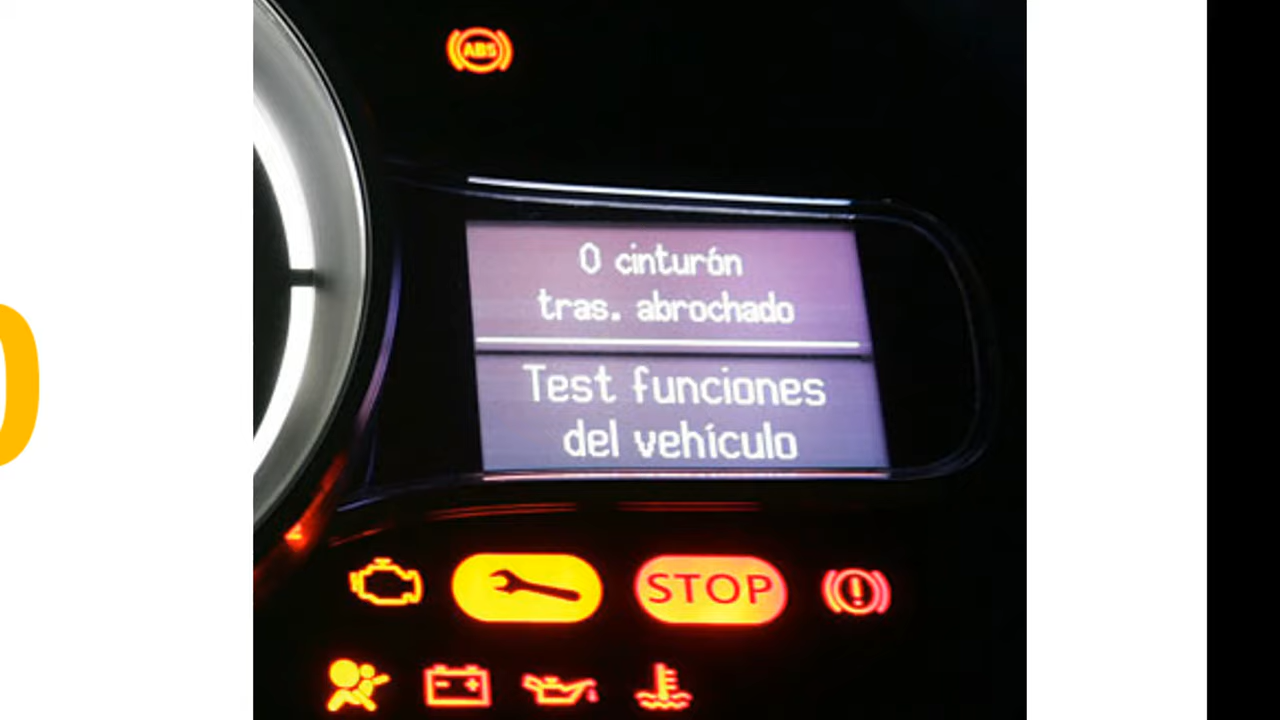 ABS
0 cinturón
tras. abrochado
Test funciones
del vehículo
STOP